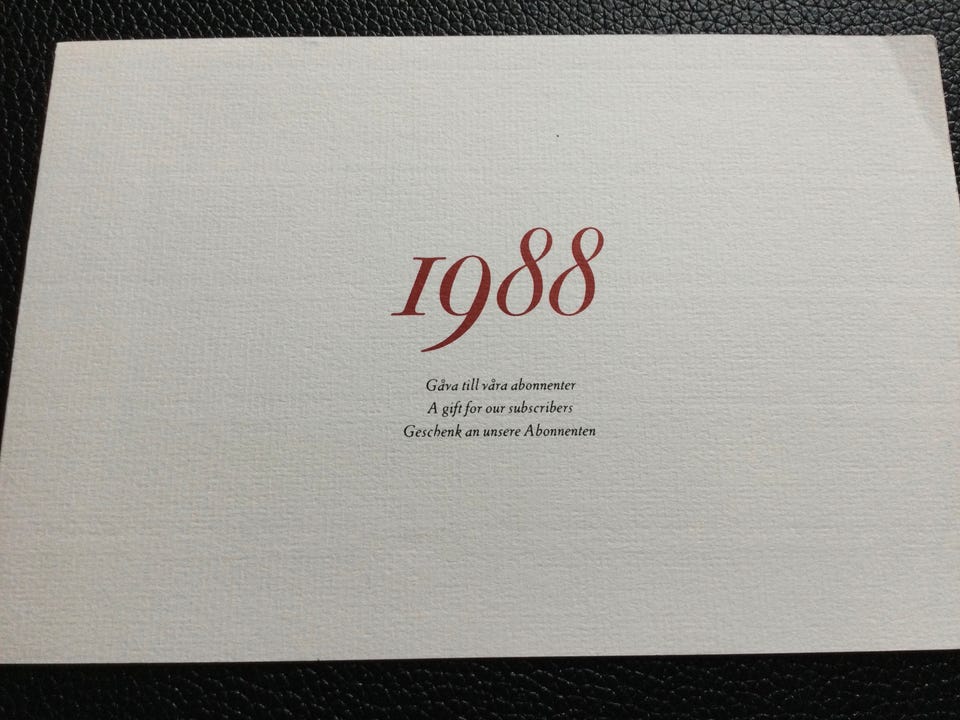 1988
Gåva till våra abonnenter
A gift for our subscribers
Geschenk an unsere Abonnenten